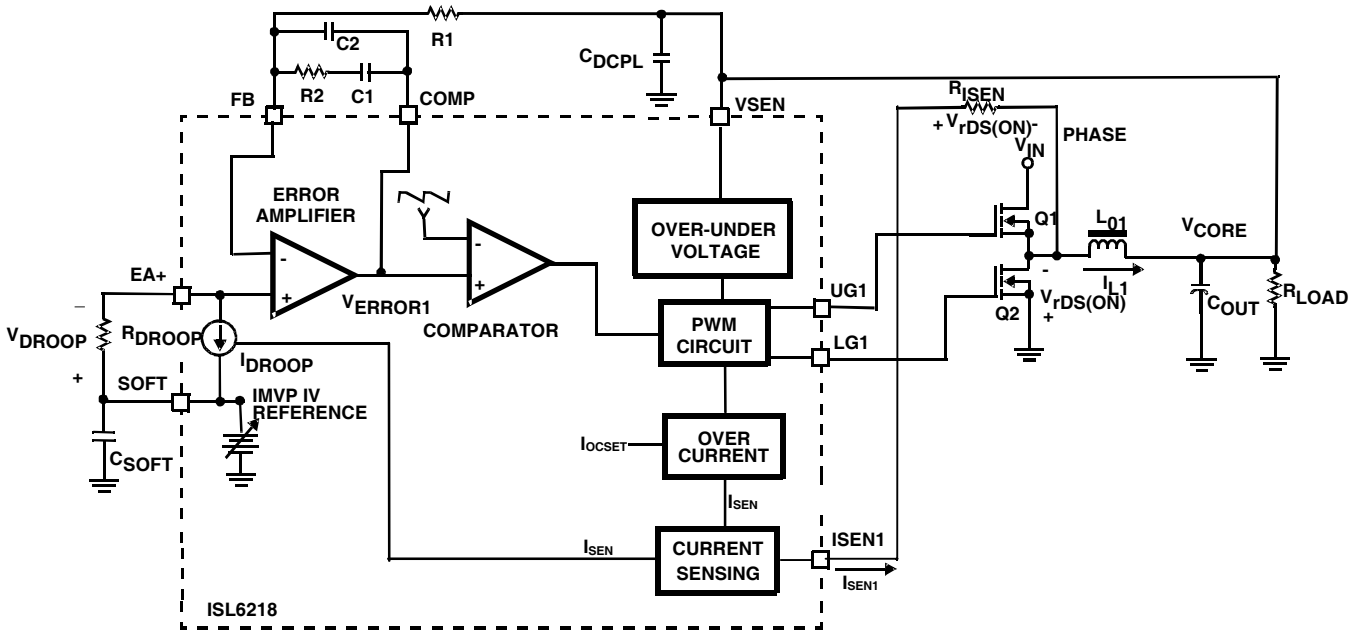 R1
C2
CDCPL
R2
C1
FB
COMP
VSEN
RISEN
+ VrDS(ON) -
PHASE
VIN
ERROR
AMPLIFIER
OVER-UNDER
VOLTAGE
Q1
L01
VCORE
-
-
EA+
+
+
VERROR1
COMPARATOR
UG1
-
IL1
VrDS(ON)
+
Q2
COUT
RLOAD
–
VDROOP
+
RDROOP
IDROOP
PWM
CIRCUIT
LG1
SOFT
IMVP IV
REFERENCE
CSOFT
IOCSET
OVER
CURRENT
ISEN
ISEN
CURRENT
SENSING
ISEN1
ISEN1
ISL6218